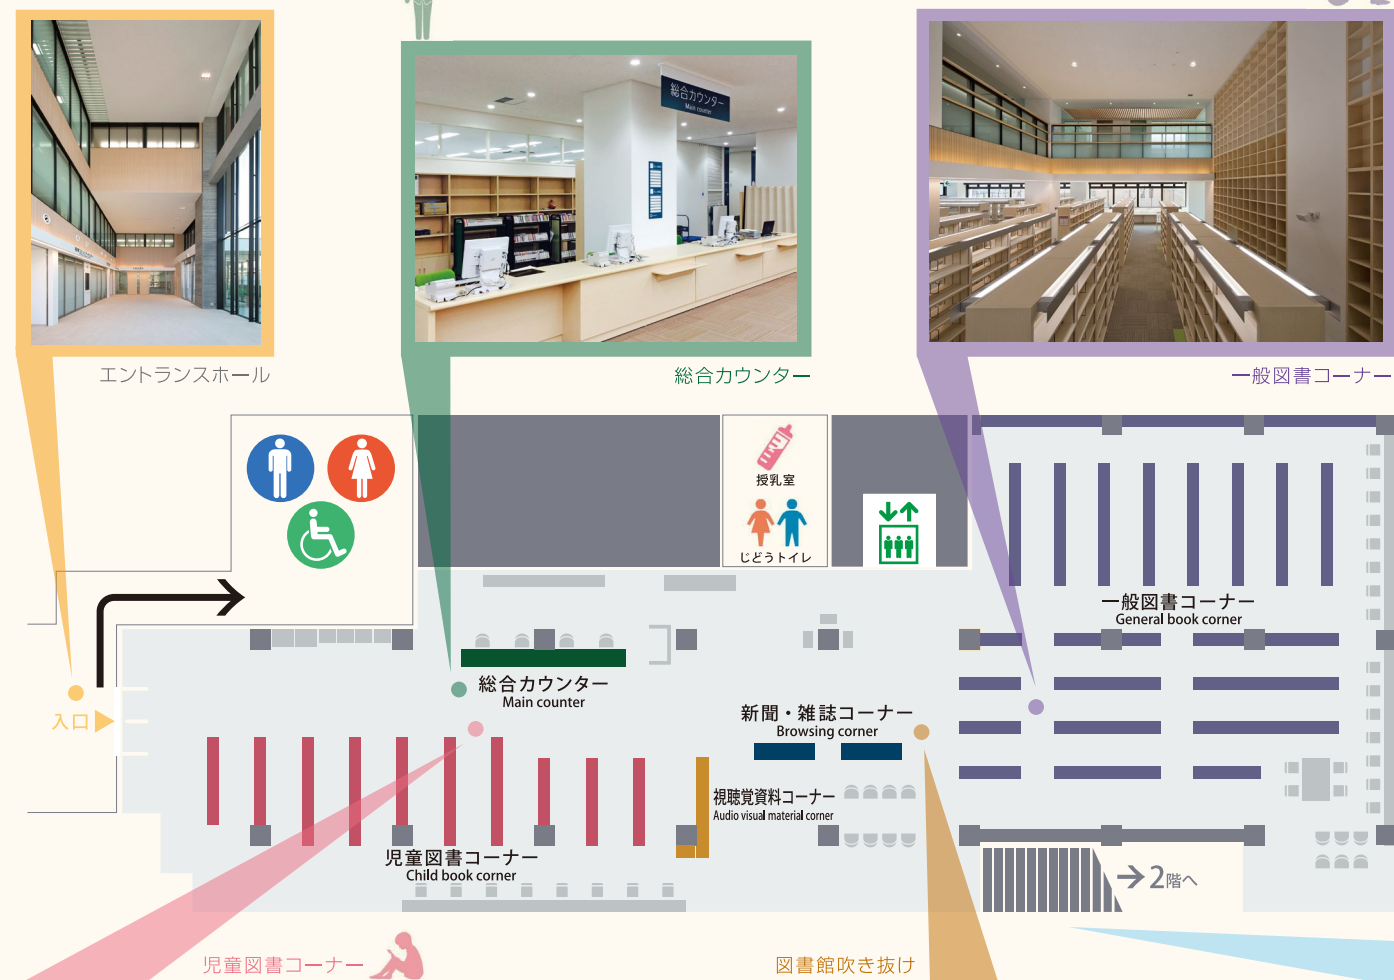 総合カウンター
Main counter
エントランスホール
総合カウンター
一般図書コーナー
授乳室
じどうトイレ
一般図書コーナー
General book corner
総合カウンター
Main counter
入口
新聞・雑誌コーナー
Browsing corner
視聴覚資料コーナー
Audio visual material corner
児童図書コーナー
Child book corner
2階へ
児童図書コーナー
図書館吹き抜け